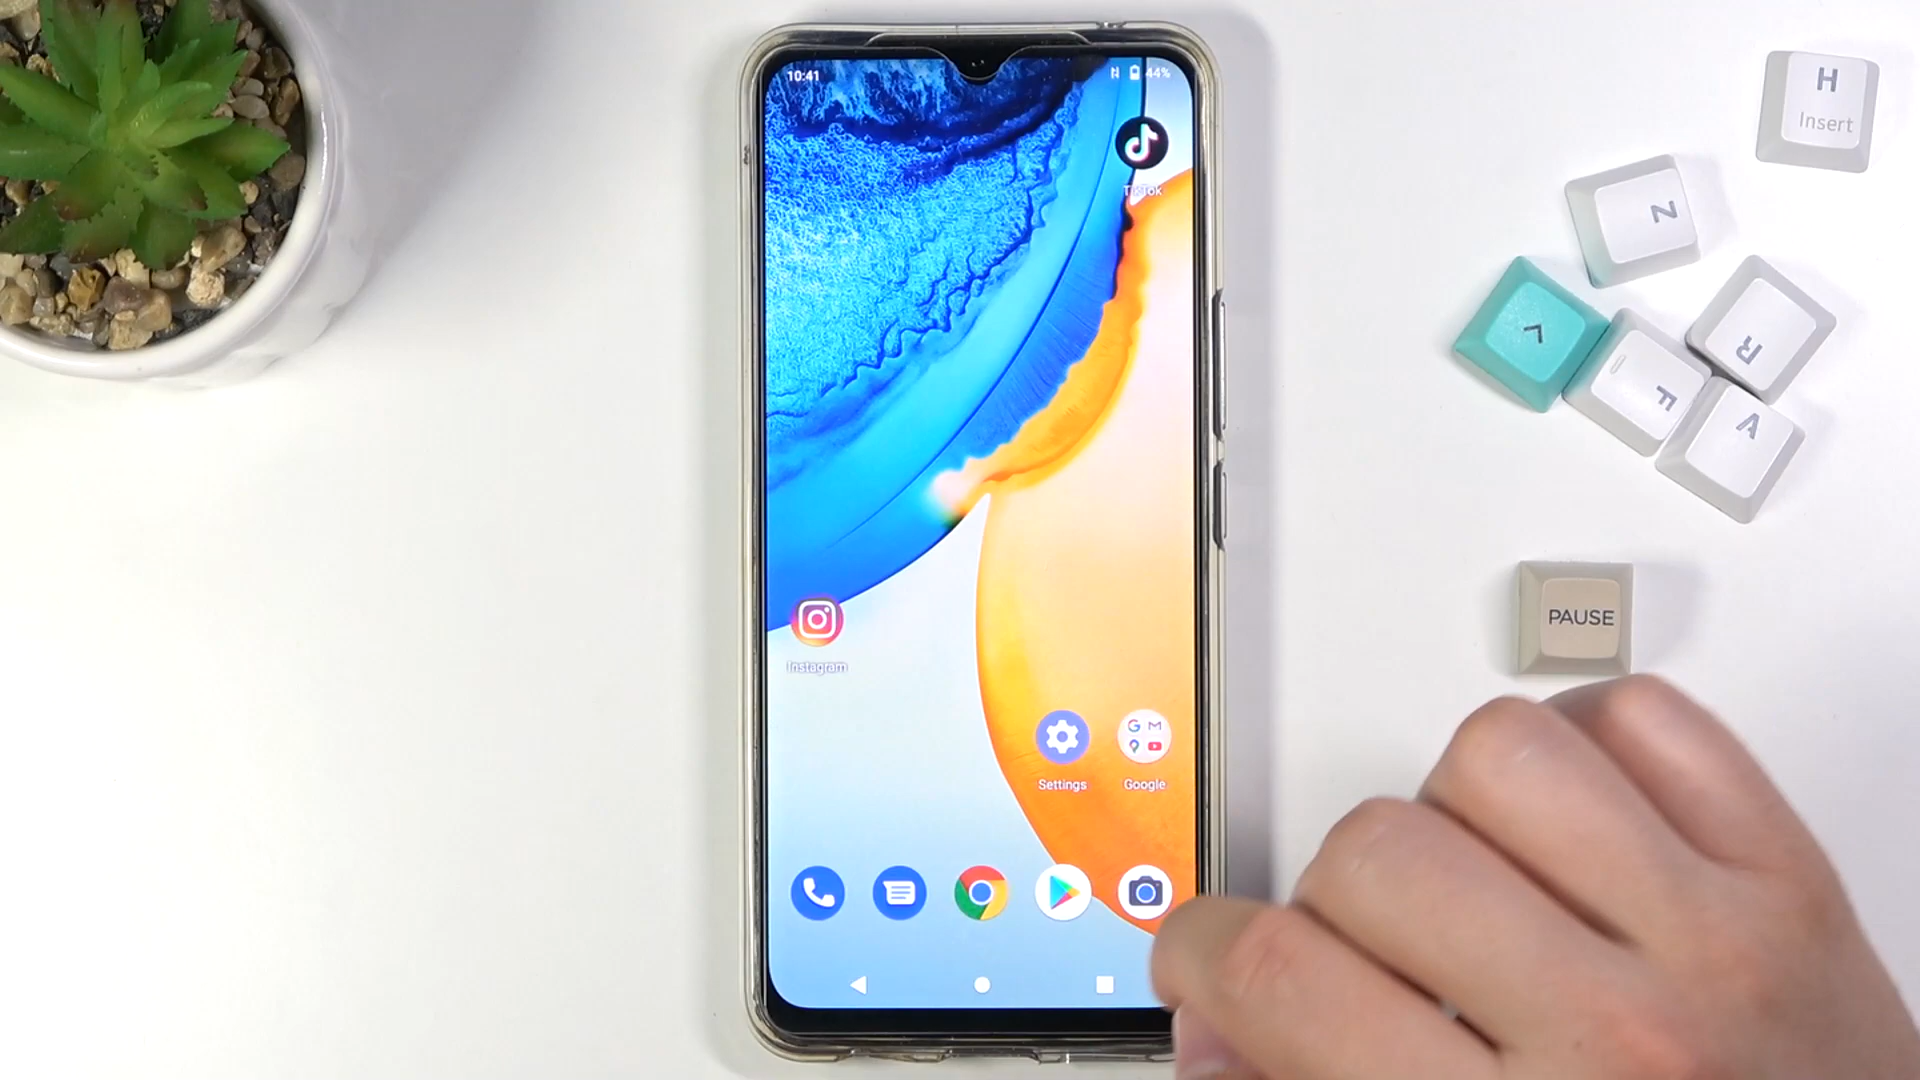 10:41
44%
TikTok
Instagram
Settings
Google
H
Insert
Z
R
F
V
PAUSE